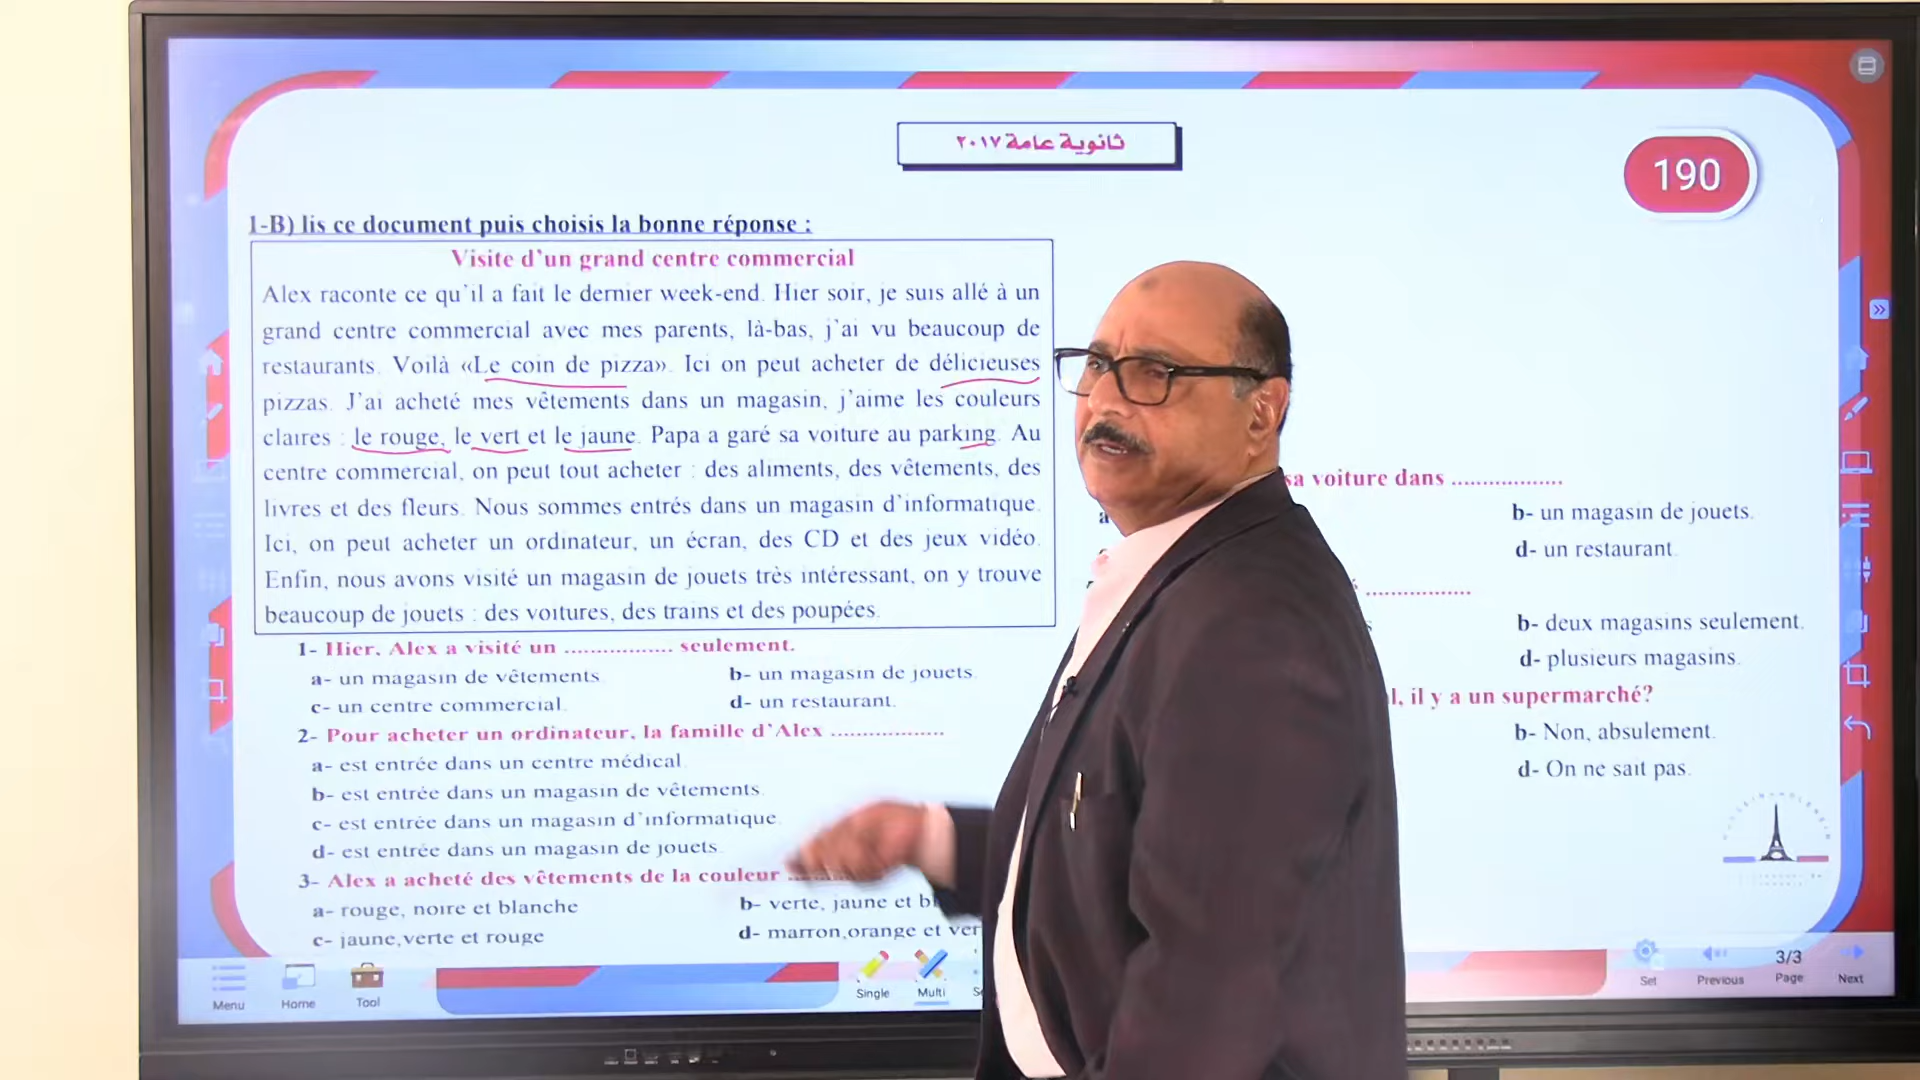 ثانوية عامة ٢٠١٧
190
1-B) lis ce document puis choisis la bonne réponse :
Visite d'un grand centre commercial
Alex raconte ce qu'il a fait le dernier week-end. Hier soir, je suis allé à un
grand centre commercial avec mes parents, là-bas, j'ai vu beaucoup de
restaurants. Voilà «Le coin de pizza». Ici on peut acheter de délicieuses
pizzas. J'ai acheté mes vêtements dans un magasin, j'aime les couleurs
claires : le rouge, le vert et le jaune. Papa a garé sa voiture au parking. Au
centre commercial, on peut tout acheter : des aliments, des vêtements, des
livres et des fleurs. Nous sommes entrés dans un magasin d'informatique.
Ici, on peut acheter un ordinateur, un écran, des CD et des jeux vidéo.
Enfin, nous avons visité un magasin de jouets très intéressant, on y trouve
beaucoup de jouets : des voitures, des trains et des poupées.
1- Hier, Alex a visité un .................. seulement.
a- un magasin de vêtements b- un magasin de jouets.
c- un centre commercial. d- un restaurant.
2- Pour acheter un ordinateur, la famille d'Alex ...................
a- est entrée dans un centre médical
b- est entrée dans un magasin de vêtements.
c- est entrée dans un magasin d'informatique.
d- est entrée dans un magasin de jouets.
3- Alex a acheté des vêtements de la couleur ..........
a- rouge, noire et blanche b- verte, jaune et
c- jaune,verte et rouge d- marron,orange et
sa voiture dans ..................
a
b- un magasin de jouets.
d- un restaurant.
..................
b- deux magasins seulement.
d- plusieurs magasins.
il y a un supermarché?
b- Non, absulement.
d- On ne sait pas.
Menu Home Tool Single Multi Set Previous 3/3 Page Next